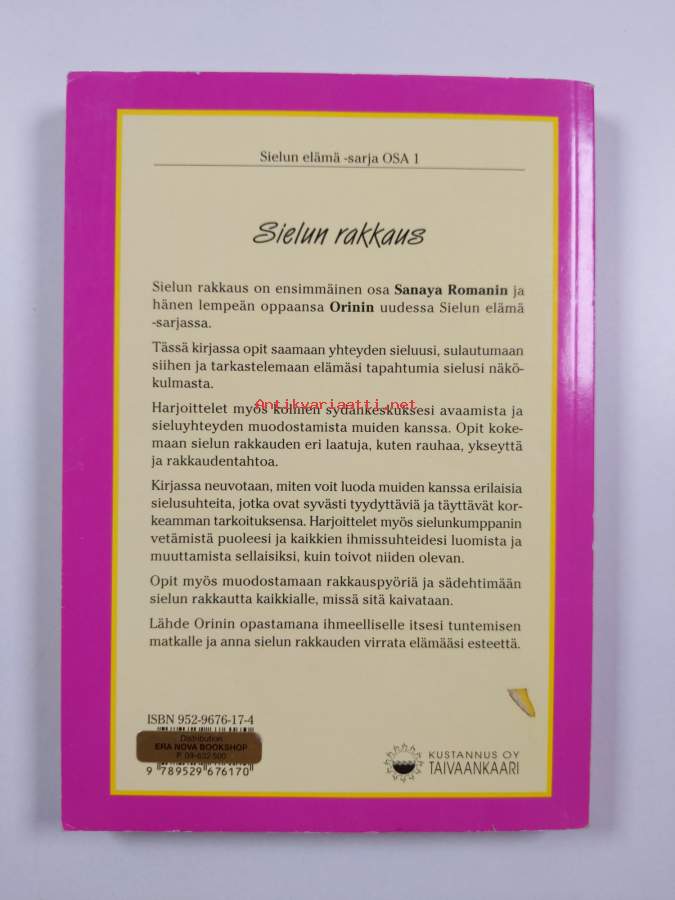 Sielun elämä -sarja OSA 1
Sielun rakkaus
Sielun rakkaus on ensimmäinen osa Sanaya Romanin ja
hänen lempeän oppaansa Orinin uudessa Sielun elämä
-sarjassa.
Tässä kirjassa opit saamaan yhteyden sieluusi, sulautumaan
siihen ja tarkastelemaan elämäsi tapahtumia sielusi näkö-
kulmasta.
Antikvariaatti.net
Harjoittelet myös kolmen sydänkeskuksesi avaamista ja
sieluyhteyden muodostamista muiden kanssa. Opit koke-
maan sielun rakkauden eri laatuja, kuten rauhaa, ykseyttä
ja rakkaudentahtoa.
Kirjassa neuvotaan, miten voit luoda muiden kanssa erilaisia
sielusuhteita, jotka ovat syvästi tyydyttäviä ja täyttävät kor-
keamman tarkoituksensa. Harjoittelet myös sielunkumppanin
vetämistä puoleesi ja kaikkien ihmissuhteidesi luomista ja
muuttamista sellaisiksi, kuin toivot niiden olevan.
Opit myös muodostamaan rakkauspyöriä ja sädehtimään
sielun rakkautta kaikkialle, missä sitä kaivataan.
Lähde Orinin opastamana ihmeelliselle itsesi tuntemisen
matkalle ja anna sielun rakkauden virrata elämääsi esteettä.
ISBN 952-9676-17-4
Distribution
ERA NOVA BOOKSHOP
P. 09-632 500
9 789529 676170
KUSTANNUS OY
TAIVAANKAARI